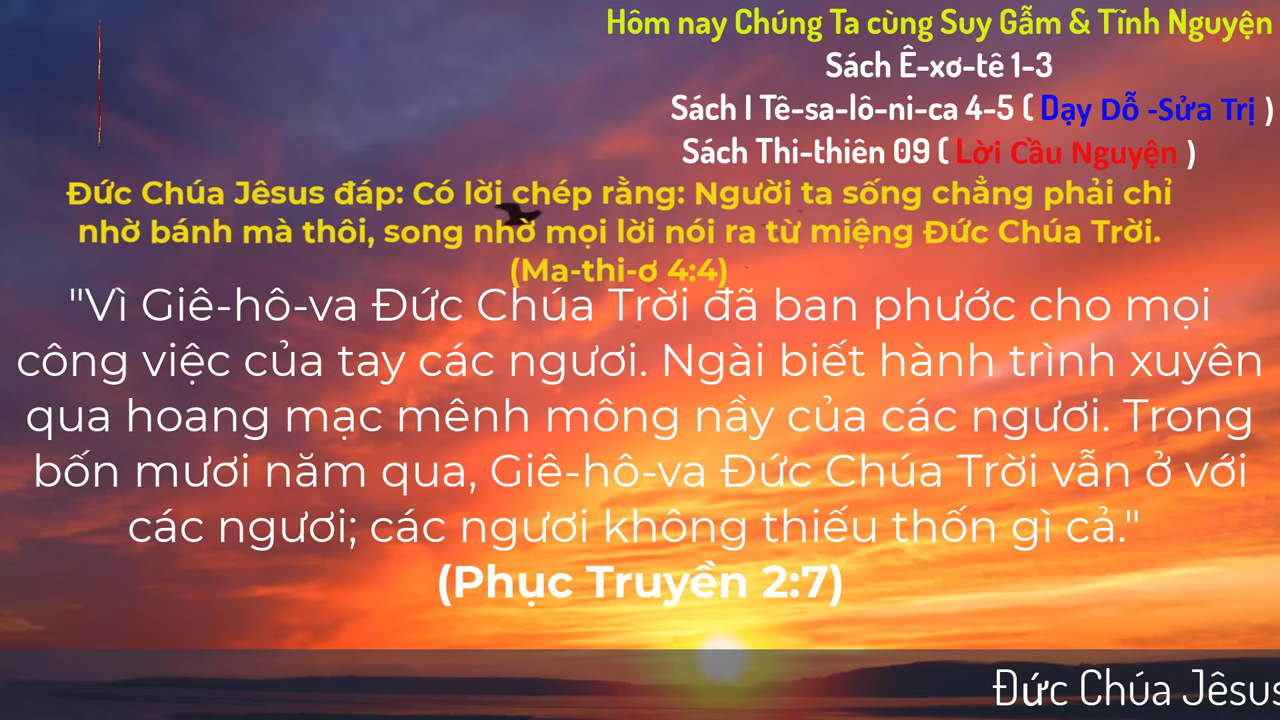 Hôm nay Chúng Ta cùng Suy Gẫm & Tĩnh Nguyện
Sách Ê-xơ-tê 1-3
Sách I Tê-sa-lô-ni-ca 4-5 ( Dạy Dỗ -Sửa Trị )
Sách Thi-thiên 09 ( Lời Cầu Nguyện )
Đức Chúa Jêsus đáp: Có lời chép rằng: Người ta sống chẳng phải chỉ
nhờ bánh mà thôi, song nhờ mọi lời nói ra từ miệng Đức Chúa Trời.
(Ma-thi-ơ 4:4)
"Vì Giê-hô-va Đức Chúa Trời đã ban phước cho mọi
công việc của tay các ngươi. Ngài biết hành trình xuyên
qua hoang mạc mênh mông nầy của các ngươi. Trong
bốn mươi năm qua, Giê-hô-va Đức Chúa Trời vẫn ở với
các ngươi; các ngươi không thiếu thốn gì cả."
(Phục Truyền 2:7)
Đức Chúa Jêsus